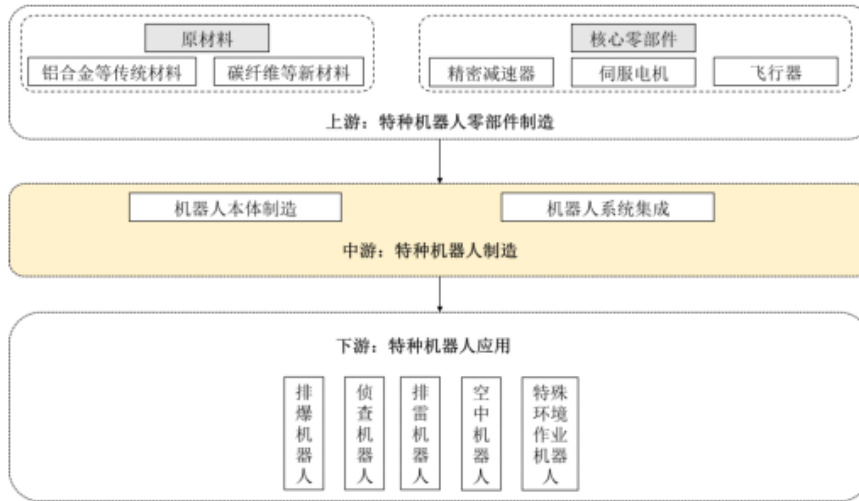 原材料
核心零部件
铝合金等传统材料
碳纤维等新材料
精密减速器
伺服电机
飞行器
上游：特种机器人零部件制造
机器人本体制造
机器人系统集成
中游：特种机器人制造
下游：特种机器人应用
排爆机器人
侦查机器人
排雷机器人
空中机器人
特殊环境作业机器人